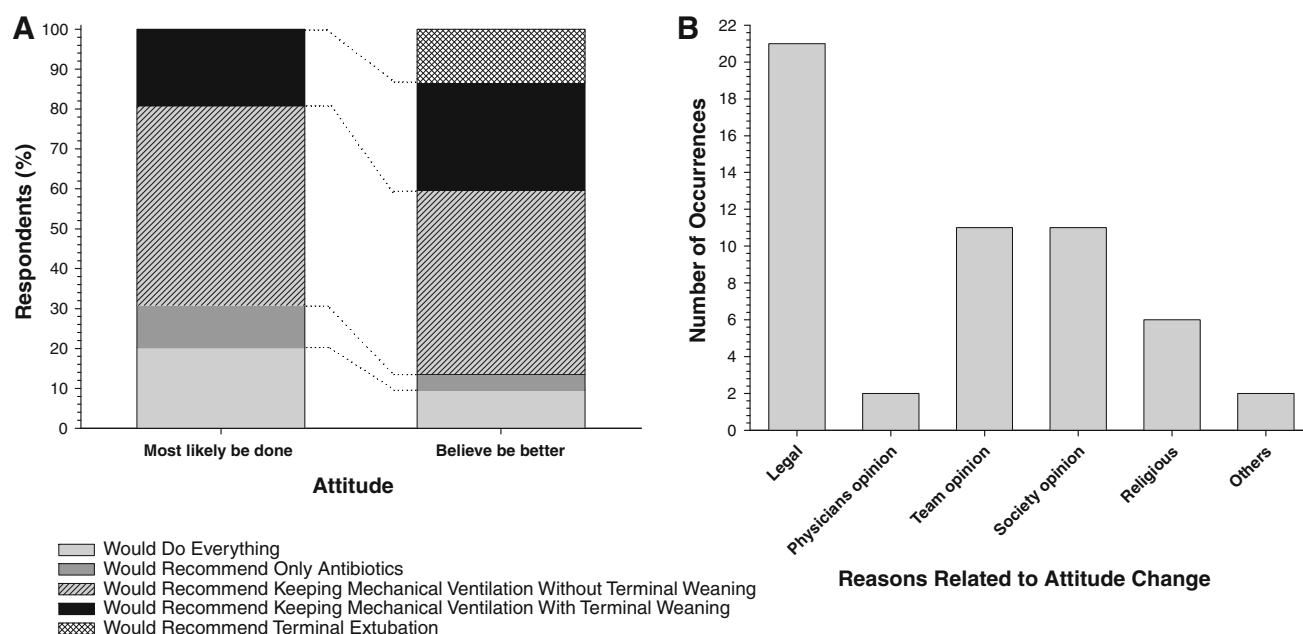 A
100
90
80
70
60
50
40
30
20
10
0
Respondents (%)
Most likely be done
Believe be better
Attitude
Would Do Everything
Would Recommend Only Antibiotics
Would Recommend Keeping Mechanical Ventilation Without Terminal Weaning
Would Recommend Keeping Mechanical Ventilation With Terminal Weaning
Would Recommend Terminal Extubation
B
22
20
18
16
14
12
10
8
6
4
2
0
Number of Occurrences
Legal
Physicians opinion
Team opinion
Society opinion
Religious
Others
Reasons Related to Attitude Change